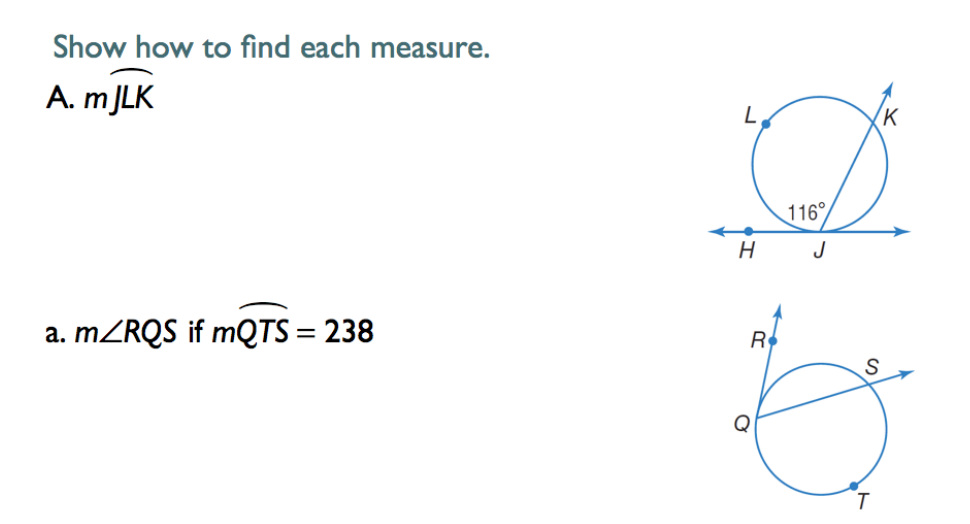 Show how to find each measure.
A. mJLK
L
K
116°
H
J
a. m∠RQS if mQTS = 238
R
S
Q
T